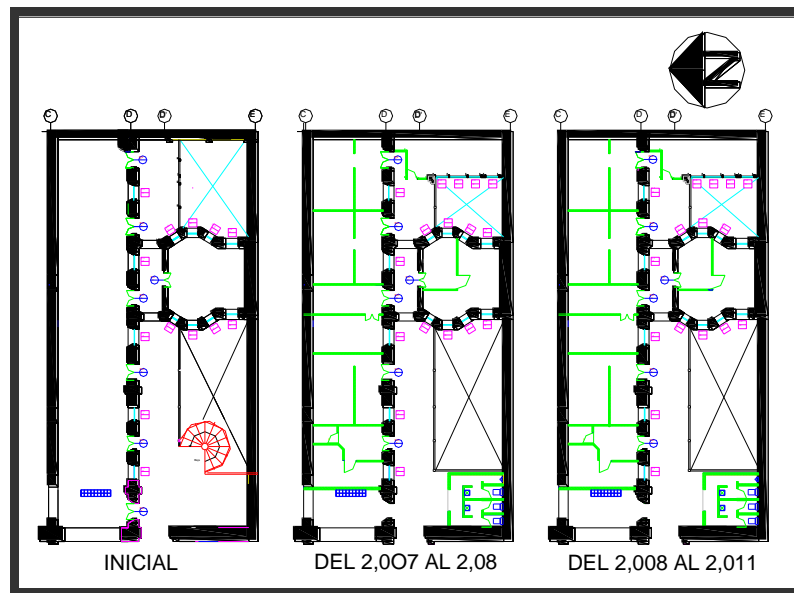 N
C D D' E C D D' E C D D' E
INICIAL DEL 2,0O7 AL 2,08 DEL 2,008 AL 2,011